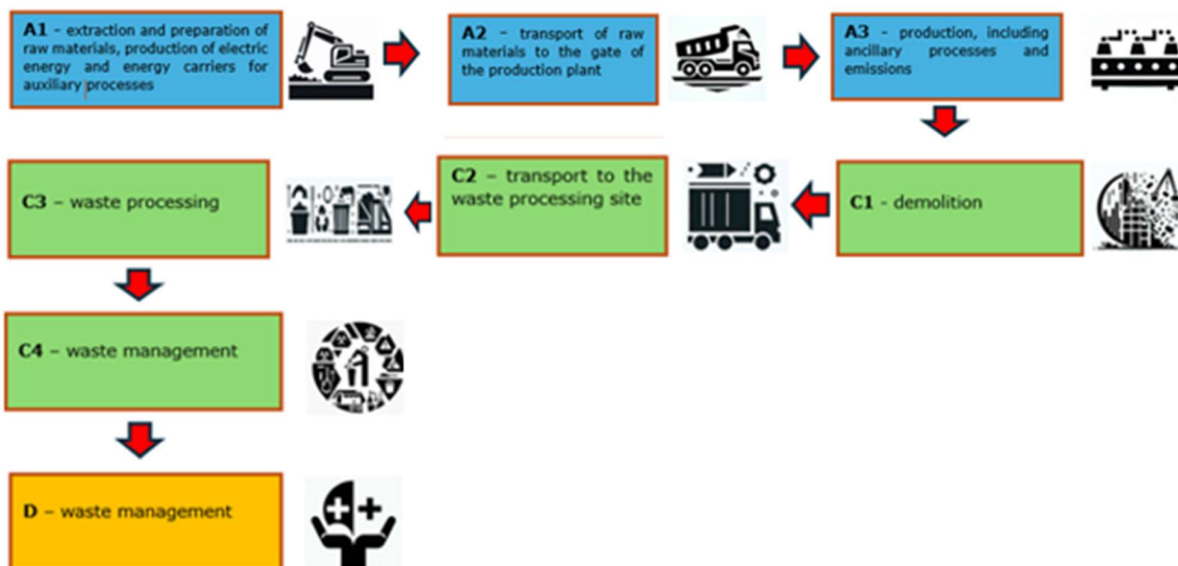 A1 - extraction and preparation of
raw materials, production of electric
energy and energy carriers for
auxiliary processes
A2 - transport of raw
materials to the gate of
the production plant
A3 - production, including
ancillary processes and
emissions
C3 – waste processing
C2 – transport to the
waste processing site
C1 - demolition
C4 – waste management
D – waste management